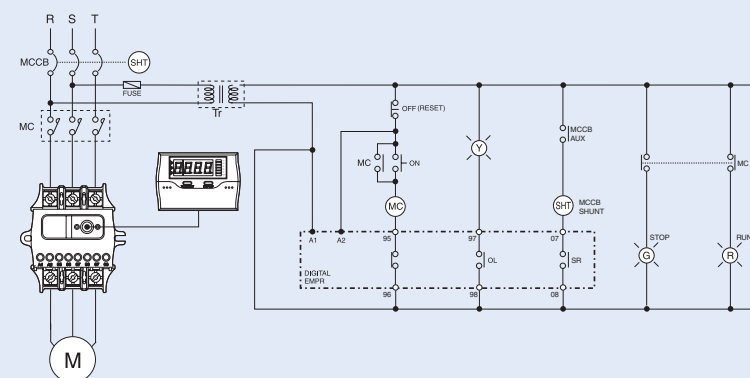 R S T
MCCB
SHT
FUSE
Tr
MC
OFF (RESET)
MC
ON
MC
Y
MCCB
AUX
SHT
MCCB
SHUNT
MC
A1
A2
95
97
07
DIGITAL
EMPR
OL
SR
96
98
08
STOP
G
RUN
R
M